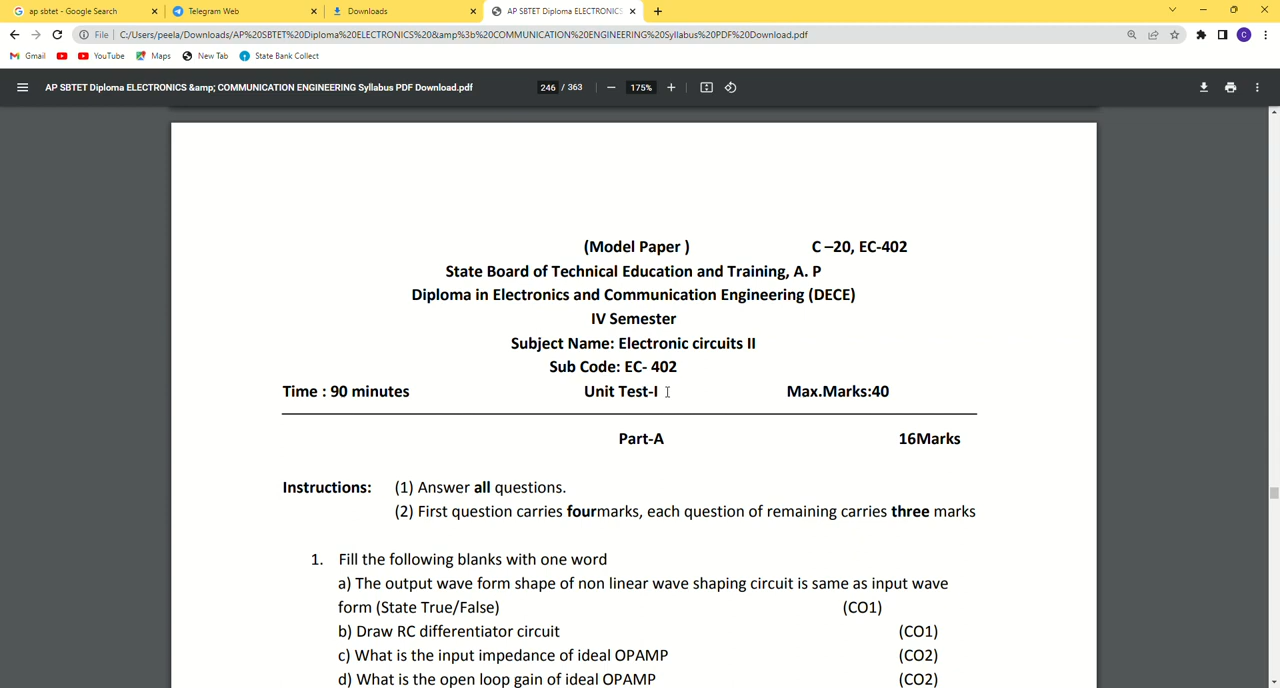 ap sbtet - Google Search
Telegram Web
Downloads
AP SBTET Diploma ELECTRONICS
File C:/Users/peela/Downloads/AP%20SBTET%20Diploma%20ELECTRONICS%20&amp%3b%20COMMUNICATION%20ENGINEERING%20Syllabus%20PDF%20Download.pdf
C
Gmail YouTube Maps New Tab State Bank Collect
AP SBTET Diploma ELECTRONICS &amp; COMMUNICATION ENGINEERING Syllabus PDF Download.pdf 246 / 363 175%
(Model Paper ) C –20, EC-402
State Board of Technical Education and Training, A. P
Diploma in Electronics and Communication Engineering (DECE)
IV Semester
Subject Name: Electronic circuits II
Sub Code: EC- 402
Time : 90 minutes Unit Test-I Max.Marks:40
Part-A 16Marks
Instructions: (1) Answer all questions.
(2) First question carries fourmarks, each question of remaining carries three marks
1. Fill the following blanks with one word
a) The output wave form shape of non linear wave shaping circuit is same as input wave
form (State True/False) (CO1)
b) Draw RC differentiator circuit (CO1)
c) What is the input impedance of ideal OPAMP (CO2)
d) What is the open loop gain of ideal OPAMP (CO2)